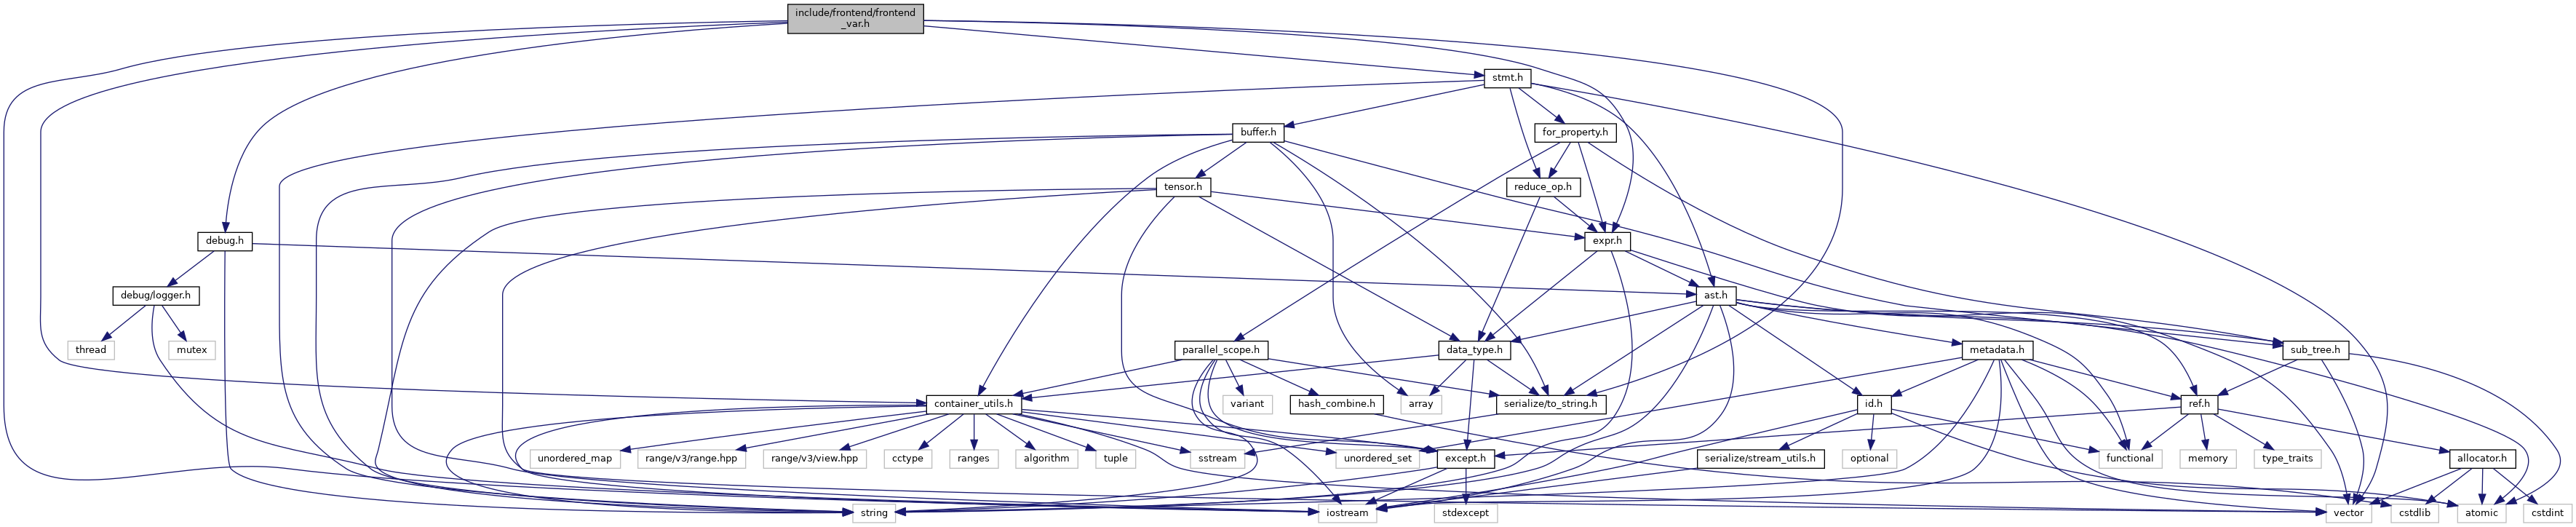 include/frontend/frontend
_var.h
stmt.h
buffer.h
for_property.h
tensor.h
reduce_op.h
debug.h
expr.h
debug/logger.h
ast.h
thread
mutex
parallel_scope.h
data_type.h
metadata.h
sub_tree.h
container_utils.h
variant
hash_combine.h
array
serialize/to_string.h
id.h
ref.h
unordered_map
range/v3/range.hpp
range/v3/view.hpp
cctype
ranges
algorithm
tuple
sstream
unordered_set
except.h
serialize/stream_utils.h
optional
functional
memory
type_traits
allocator.h
string
iostream
stdexcept
vector
cstdlib
atomic
cstdint